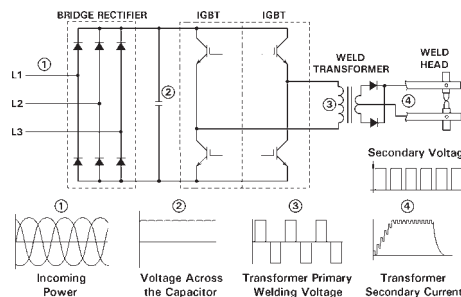 BRIDGE RECTIFIER
IGBT
IGBT
WELD
TRANSFORMER
WELD
HEAD
1
L1
L2
L3
2
3
4
Secondary Voltag
1
2
3
4
Incoming
Power
Voltage Across
the Capacitor
Transformer Primary
Welding Voltage
Transformer
Secondary Current